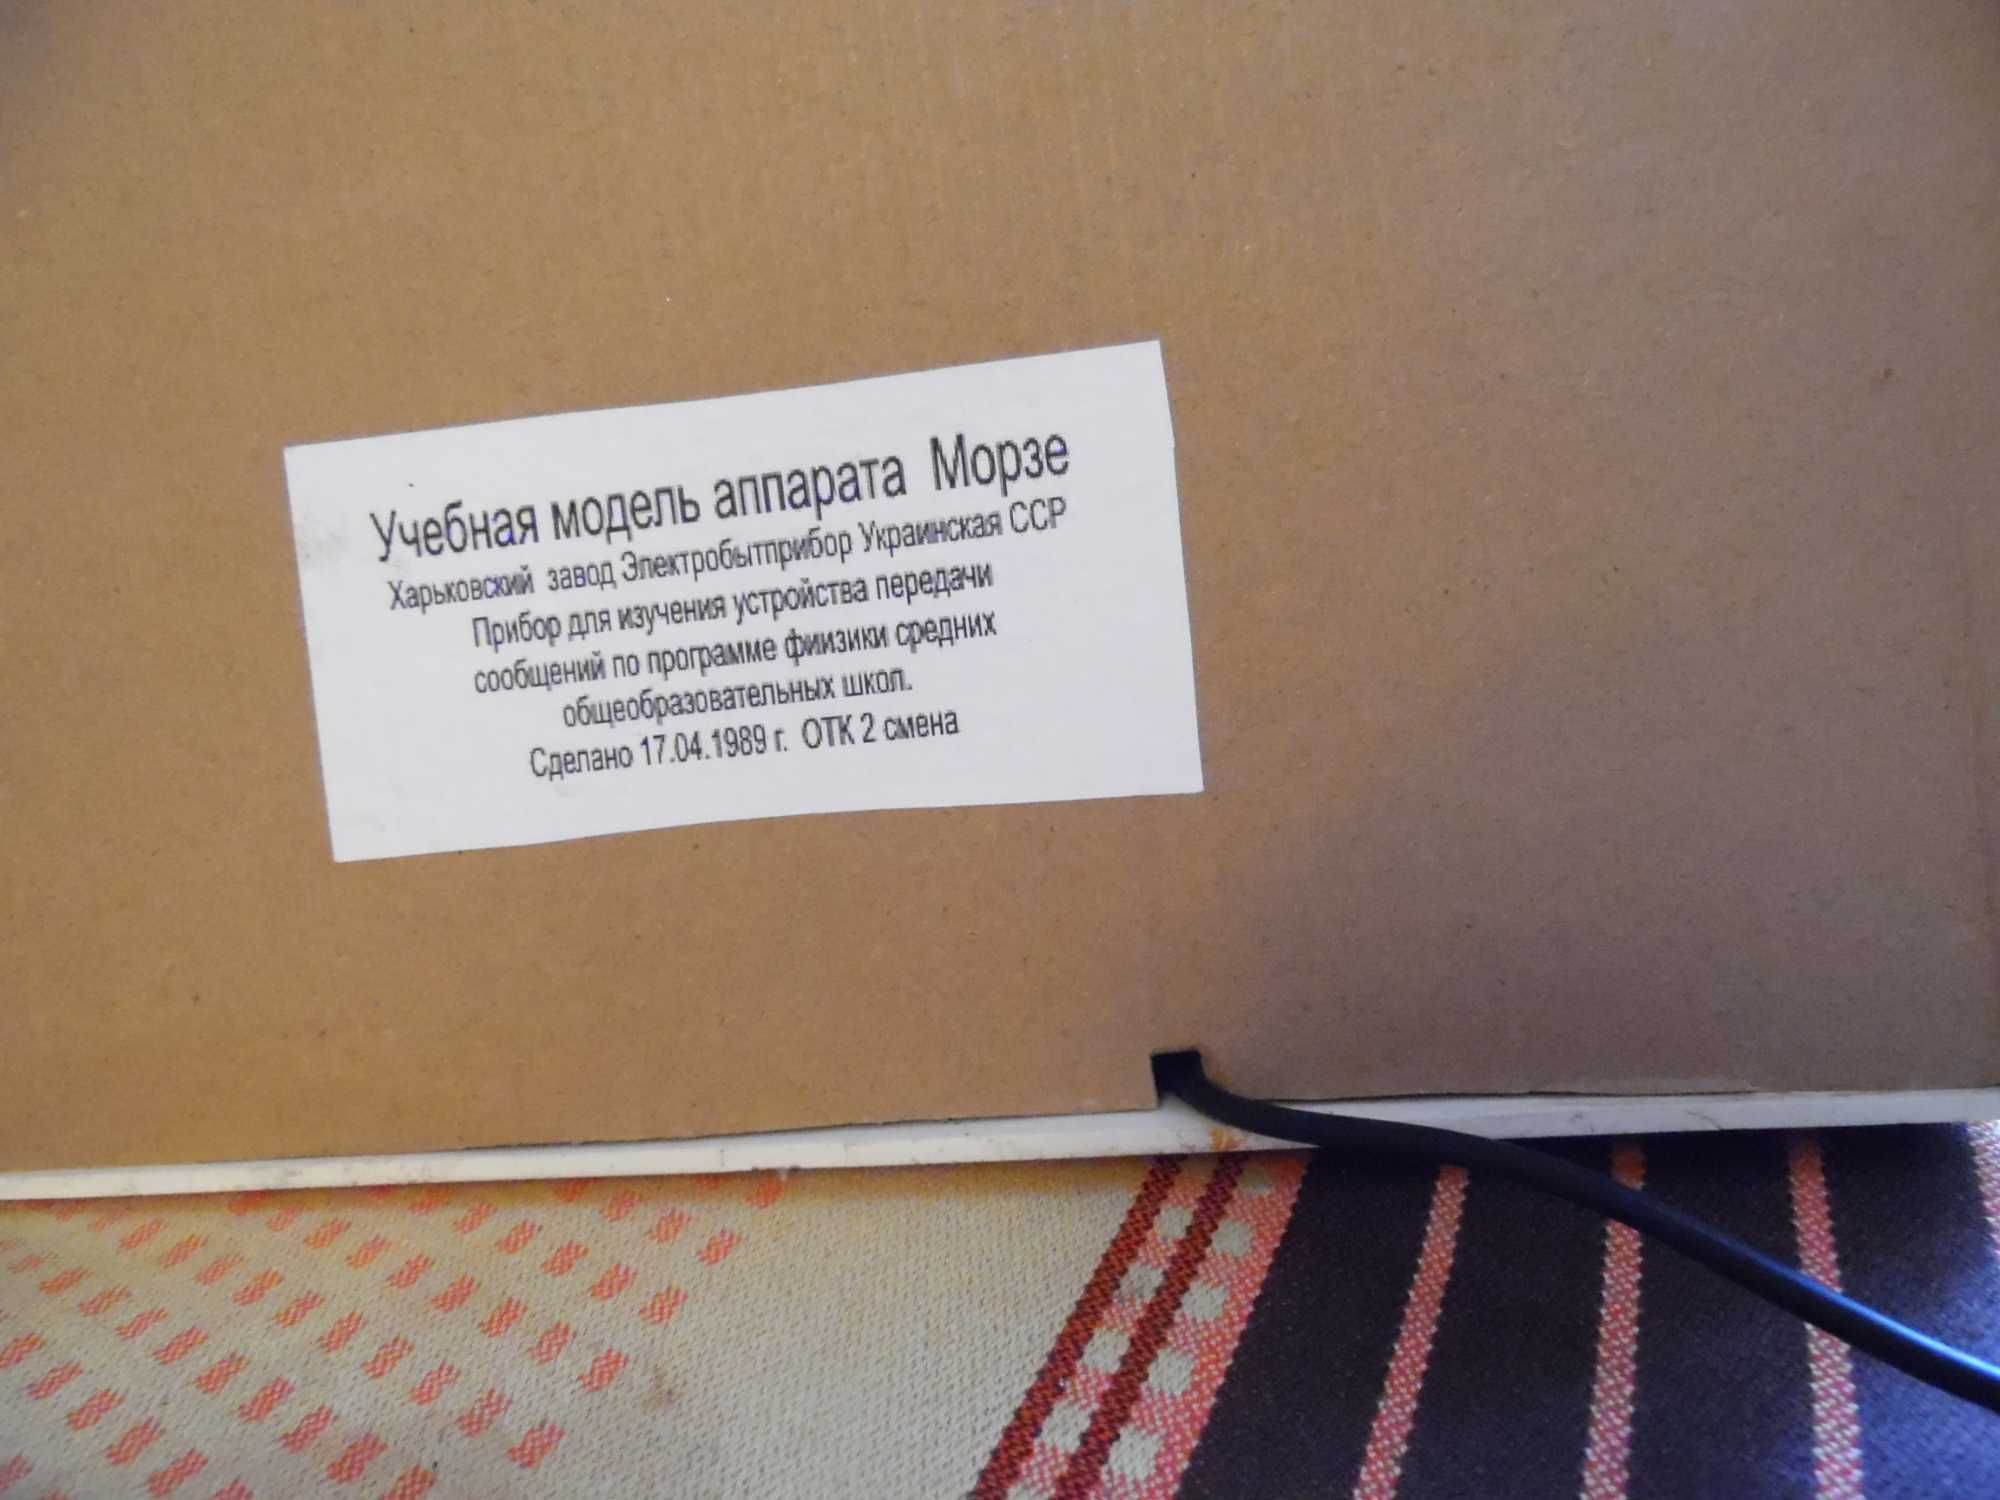 Учебная модель аппарата Морзе
Харьковский завод Электробытприбор Украинская ССР
Прибор для изучения устройства передачи
сообщений по программе фиизики средних
общеобразовательных школ.
Сделано 17.04.1989 г. ОТК 2 смена